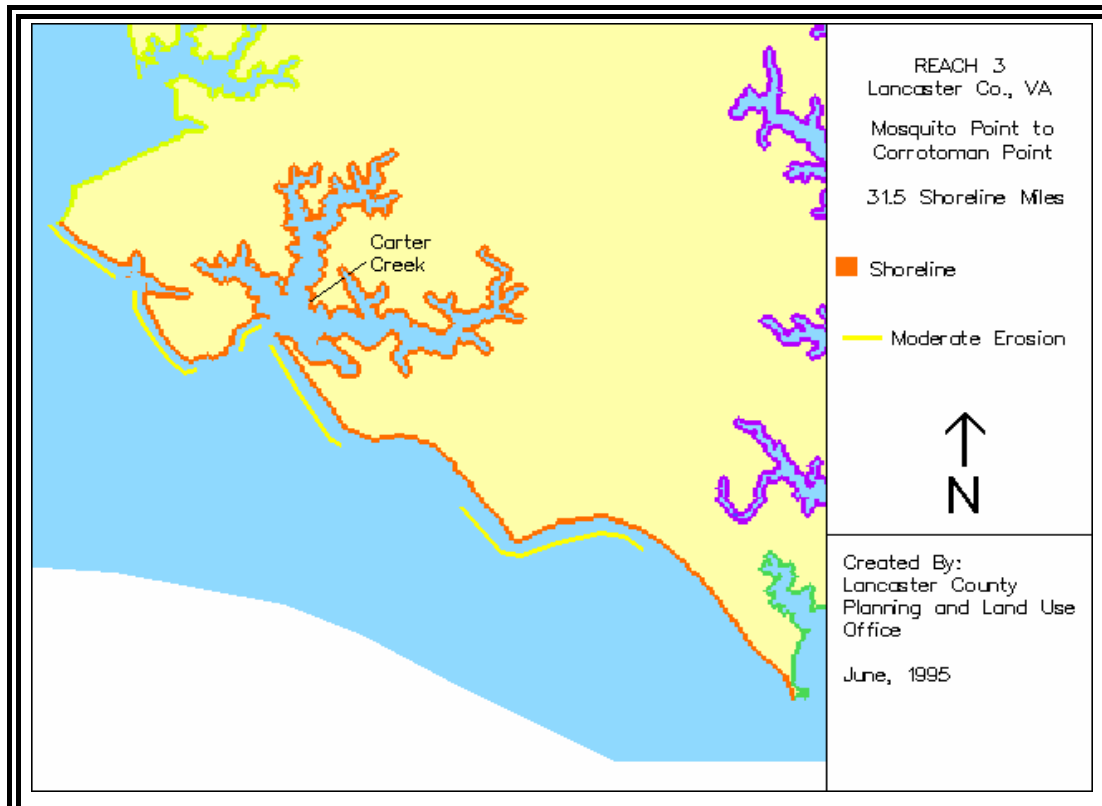 REACH 3
Lancaster Co., VA
Mosquito Point to
Corrotoman Point
31.5 Shoreline Miles
Shoreline
Moderate Erosion
N
Carter
Creek
Created By:
Lancaster County
Planning and Land Use
Office
June, 1995